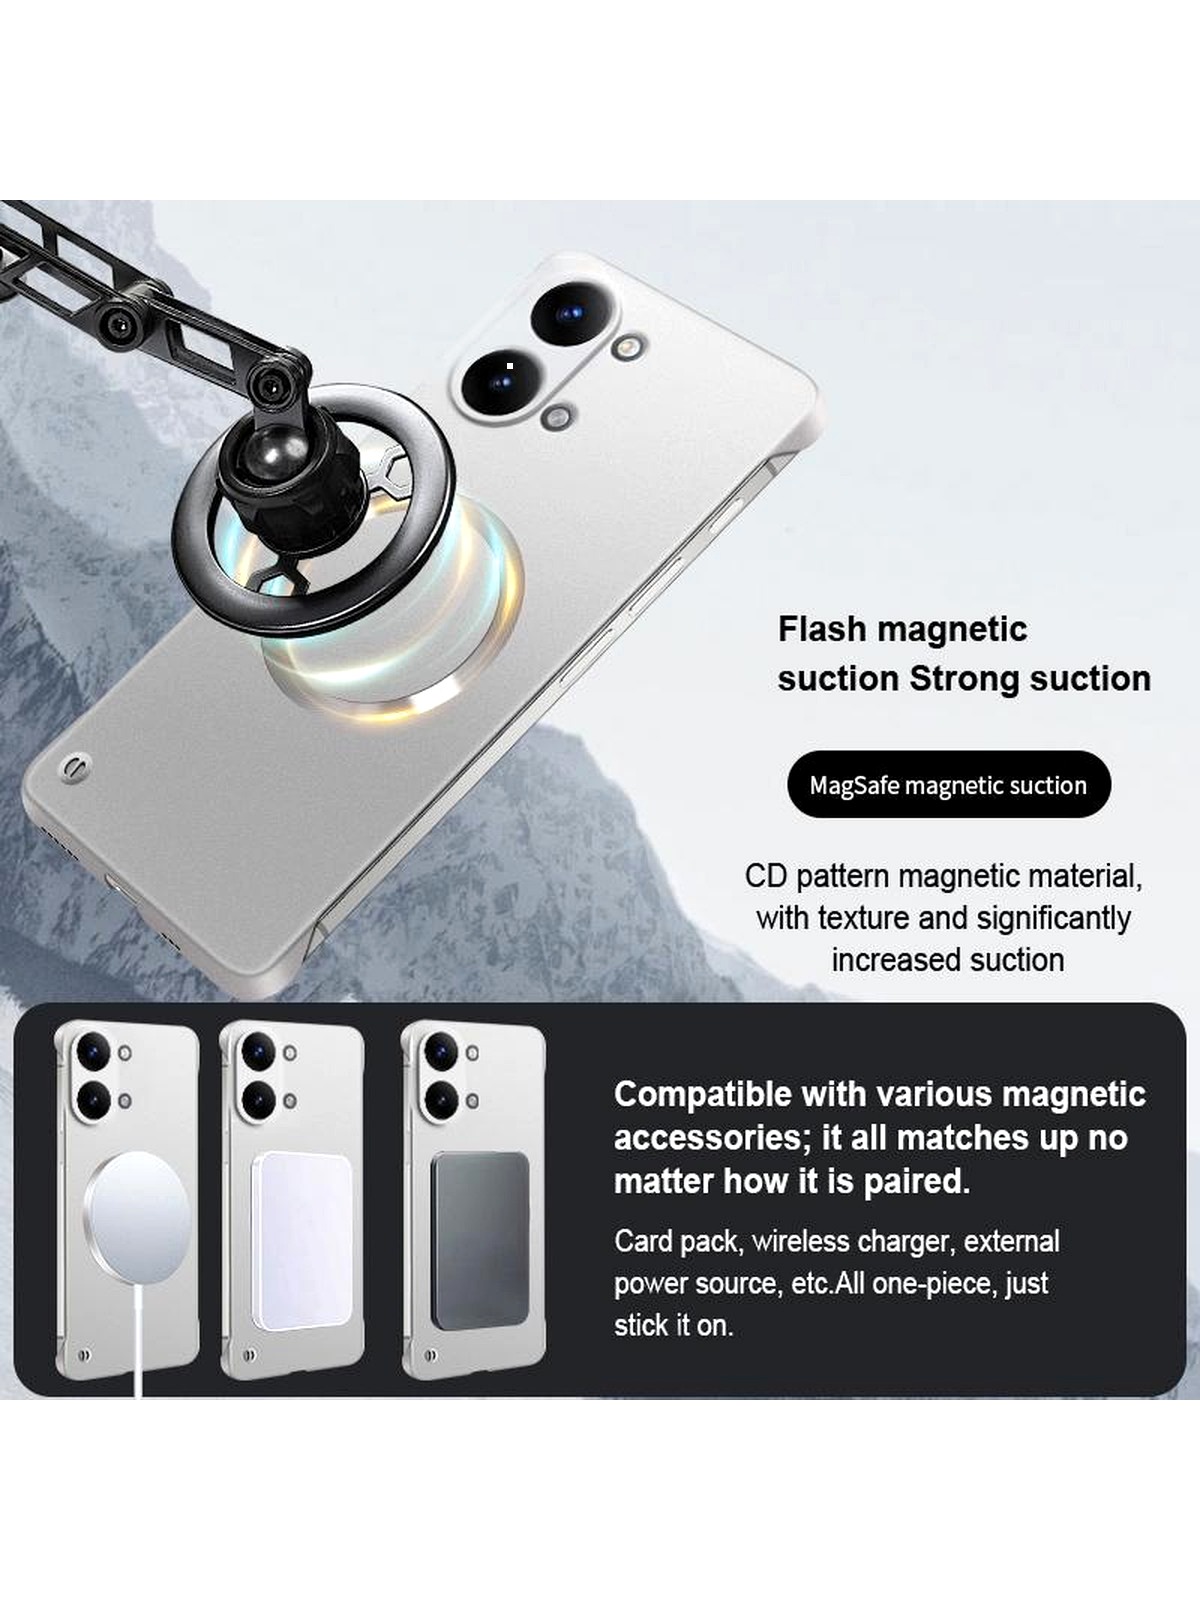 Flash magnetic
suction Strong suction
MagSafe magnetic suction
CD pattern magnetic material,
with texture and significantly
increased suction
Compatible with various magnetic
accessories; it all matches up no
matter how it is paired.
Card pack, wireless charger, external
power source, etc.All one-piece, just
stick it on.